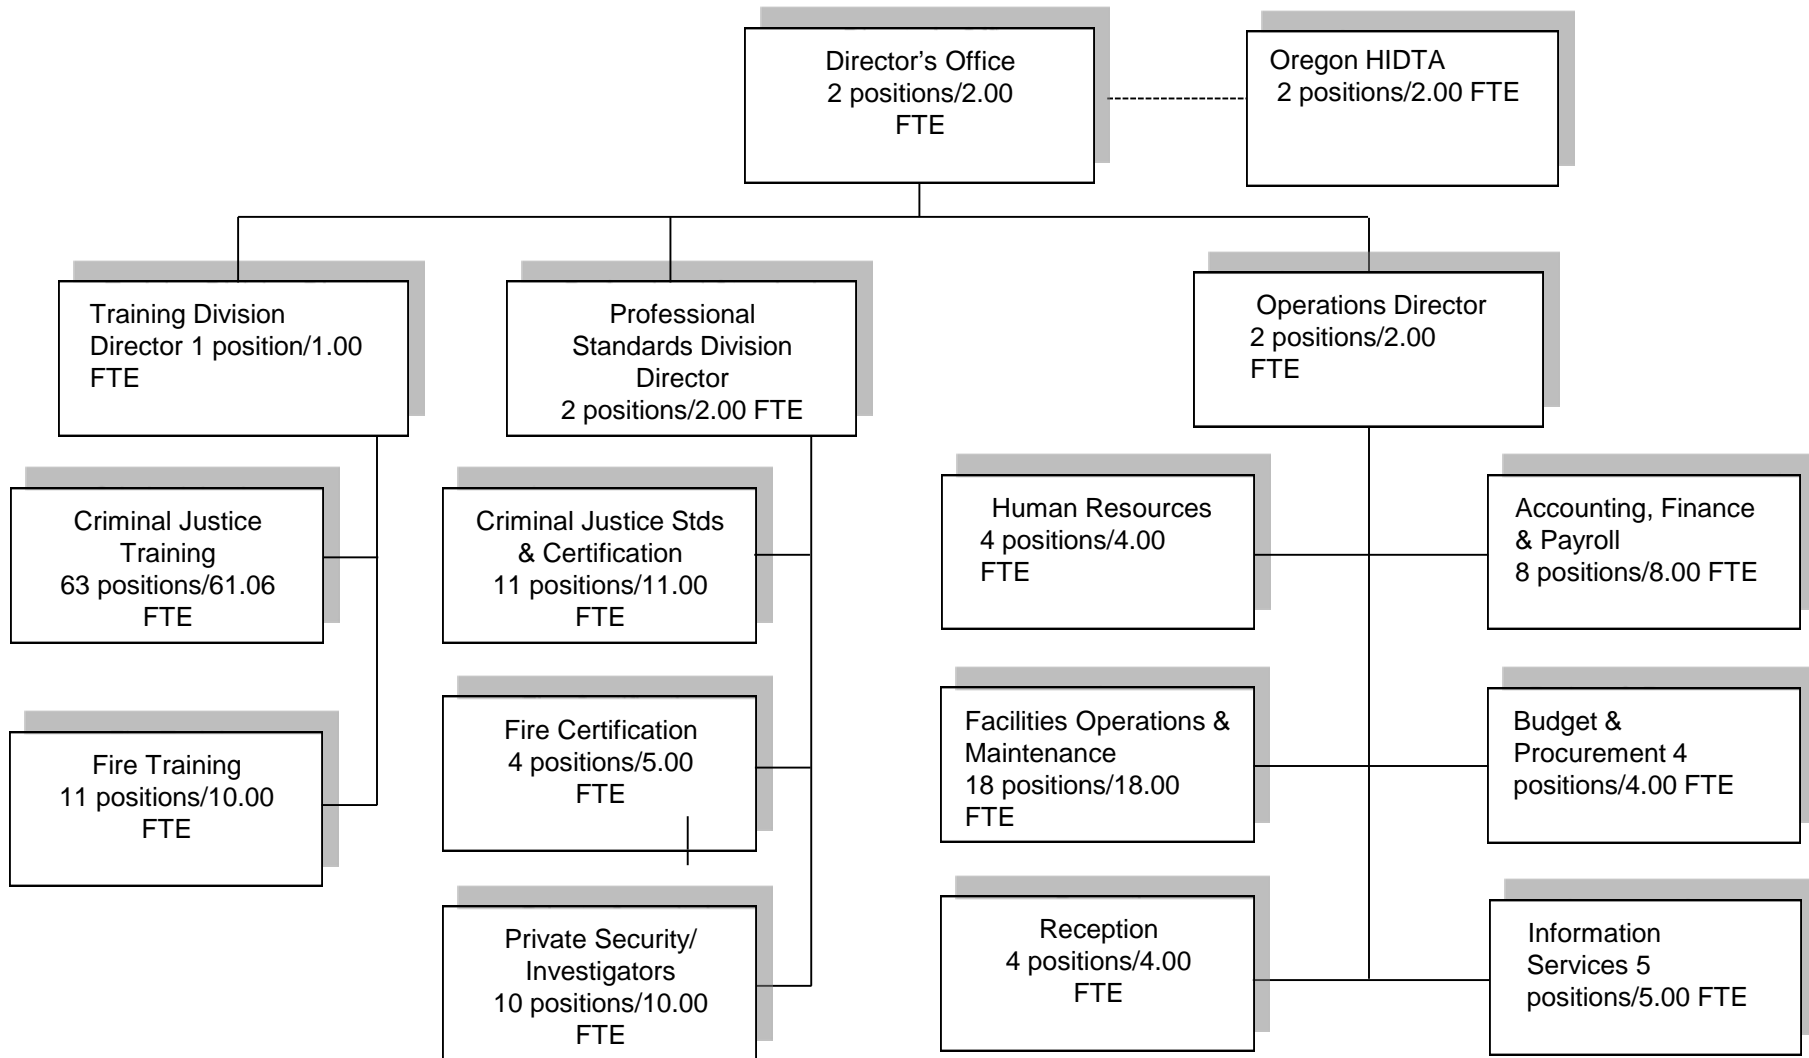 Director’s Office
2 positions/2.00
FTE
Oregon HIDTA
2 positions/2.00 FTE
Training Division
Director 1 position/1.00
FTE
Professional
Standards Division
Director
2 positions/2.00 FTE
Operations Director
2 positions/2.00
FTE
Criminal Justice
Training
63 positions/61.06
FTE
Fire Training
11 positions/10.00
FTE
Criminal Justice Stds
& Certification
11 positions/11.00
FTE
Fire Certification
4 positions/5.00
FTE
Private Security/
Investigators
10 positions/10.00
FTE
Human Resources
4 positions/4.00
FTE
Accounting, Finance
& Payroll
8 positions/8.00 FTE
Facilities Operations &
Maintenance
18 positions/18.00
FTE
Budget &
Procurement 4
positions/4.00 FTE
Reception
4 positions/4.00
FTE
Information
Services 5
positions/5.00 FTE